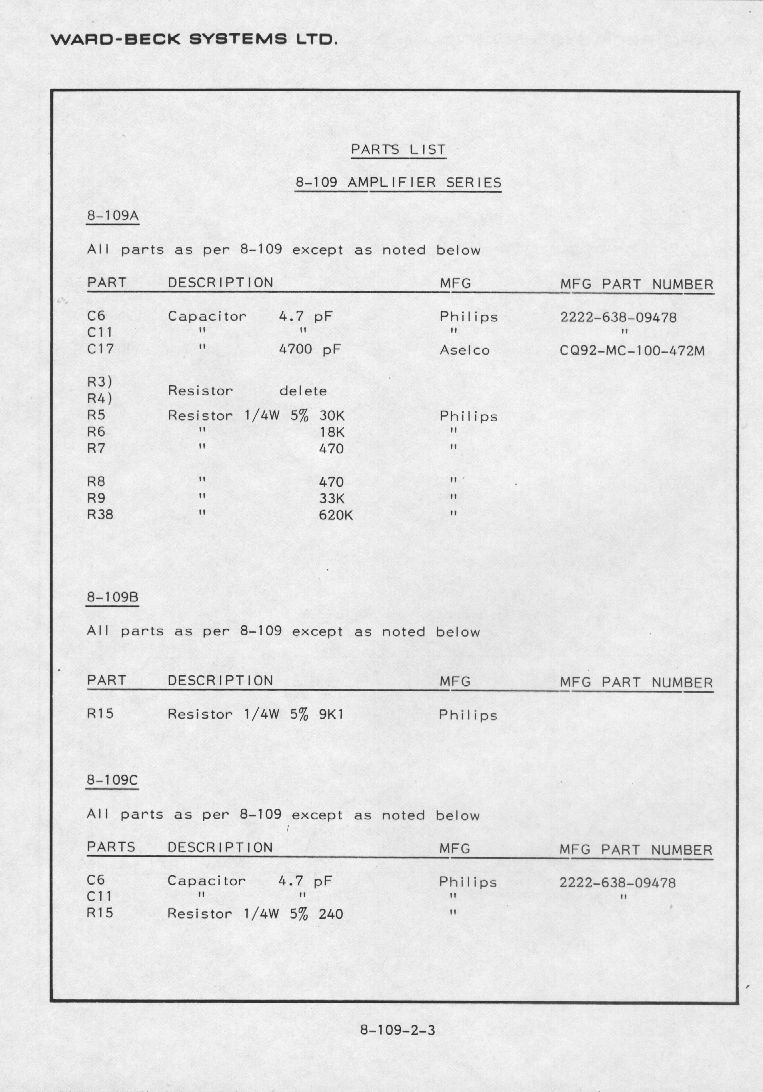 WARD-BECK SYSTEMS LTD.
PARTS LIST
8-109 AMPLIFIER SERIES
8-109A
All parts as per 8-109 except as noted below
PART DESCRIPTION MFG MFG PART NUMBER
C6 Capacitor 4.7 pF Philips 2222-638-09478
C11 " " " "
C17 " 4700 pF Aselco CQ92-MC-100-472M
R3)
R4) Resistor delete
R5 Resistor 1/4W 5% 30K Philips
R6 " 18K "
R7 " 470 "
R8 " 470 "
R9 " 33K "
R38 " 620K "
8-109B
All parts as per 8-109 except as noted below
PART DESCRIPTION MFG MFG PART NUMBER
R15 Resistor 1/4W 5% 9K1 Philips
8-109C
All parts as per 8-109 except as noted below
PARTS DESCRIPTION MFG MFG PART NUMBER
C6 Capacitor 4.7 pF Philips 2222-638-09478
C11 " " " "
R15 Resistor 1/4W 5% 240 "
8-109-2-3